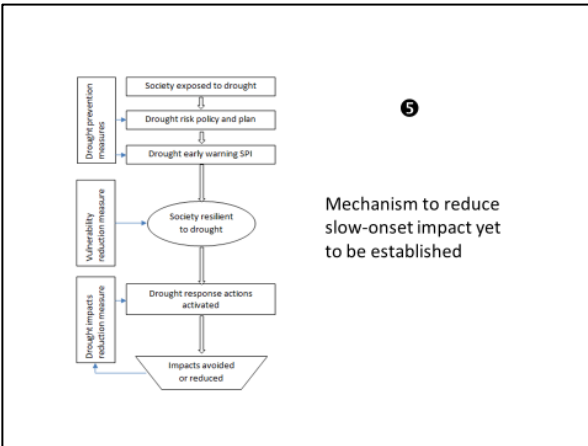 Society exposed to drought
Drought risk policy and plan
Drought early warning SPI
Drought prevention
measures
Society resilient
to drought
Vulnerability
reduction measure
Drought response actions
activated
Drought impacts
reduction measure
Impacts avoided
or reduced
❺
Mechanism to reduce
slow-onset impact yet
to be established